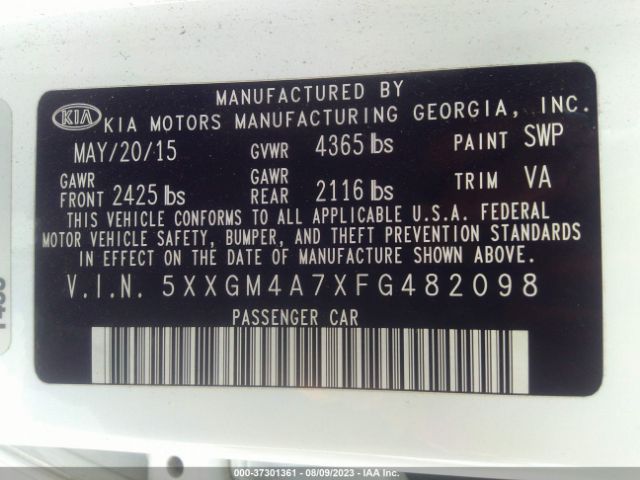 MANUFACTURED BY
KIA KIA MOTORS MANUFACTURING GEORGIA, INC.
MAY/20/15 GVWR 4365 lbs PAINT SWP
GAWR FRONT 2425 lbs GAWR REAR 2116 lbs TRIM VA
THIS VEHICLE CONFORMS TO ALL APPLICABLE U.S.A. FEDERAL
MOTOR VEHICLE SAFETY, BUMPER, AND THEFT PREVENTION STANDARDS
IN EFFECT ON THE DATE OF MANUFACTURE SHOWN ABOVE.
V.I.N. 5XXGM4A7XFG482098
PASSENGER CAR
000-37301361 - 08/09/2023 - IAA Inc.